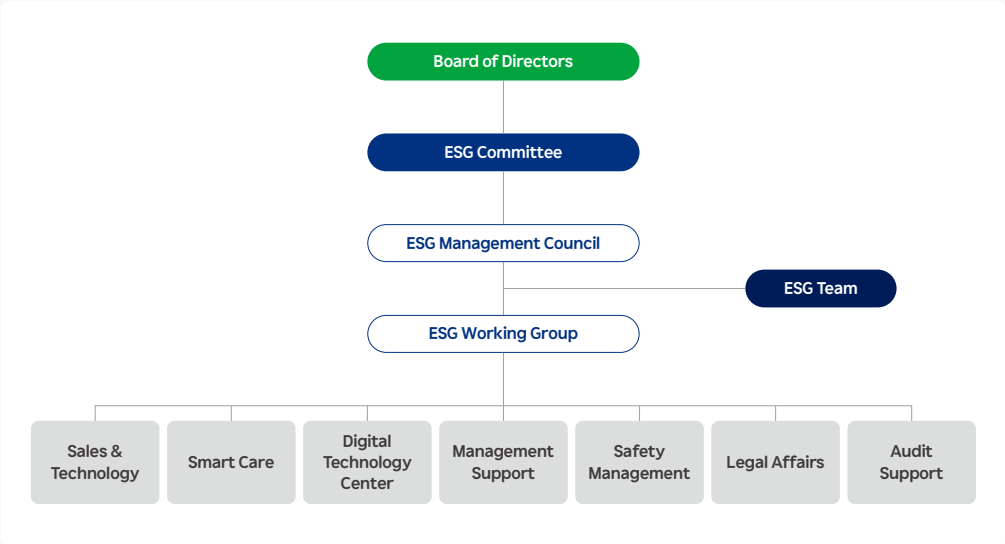 Board of Directors
ESG Committee
ESG Management Council
ESG Team
ESG Working Group
Sales &
Technology
Smart Care
Digital
Technology
Center
Management
Support
Safety
Management
Legal Affairs
Audit
Support